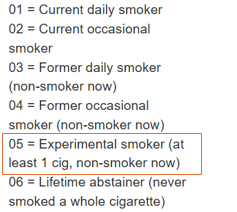 01 = Current daily smoker
02 = Current occasional
smoker
03 = Former daily smoker
(non-smoker now)
04 = Former occasional
smoker (non-smoker now)
05 = Experimental smoker (at
least 1 cig, non-smoker now)
06 = Lifetime abstainer (never
smoked a whole cigarette)